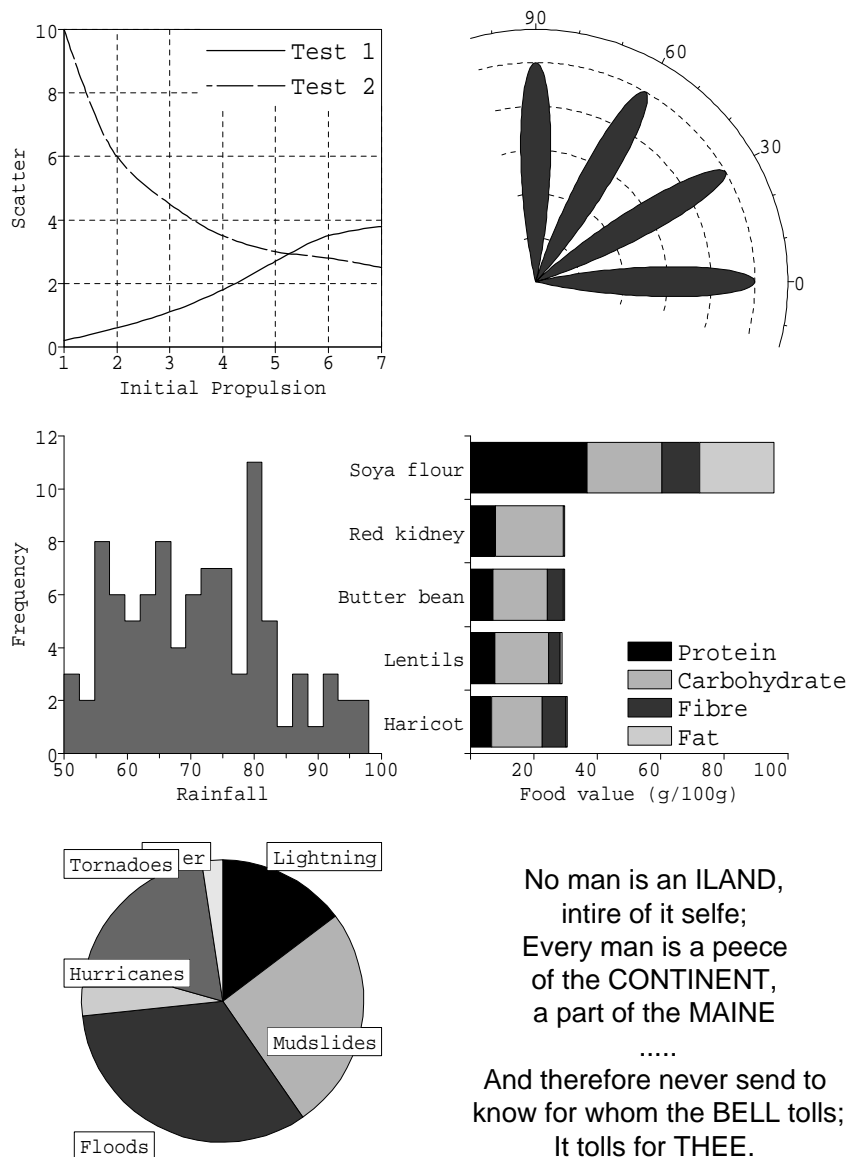 10
8
6
4
2
0
Scatter
Test 1
Test 2
1 2 3 4 5 6 7
Initial Propulsion
90
60
30
0
12
10
8
6
4
2
0
Frequency
50 60 70 80 90 100
Rainfall
Soya flour
Red kidney
Butter bean
Lentils
Haricot
Protein
Carbohydrate
Fibre
Fat
20 40 60 80 100
Food value (g/100g)
Tornadoes
er
Lightning
Hurricanes
Mudslides
Floods
No man is an ILAND,
intire of it selfe;
Every man is a peece
of the CONTINENT,
a part of the MAINE
.....
And therefore never send to
know for whom the BELL tolls;
It tolls for THEE.